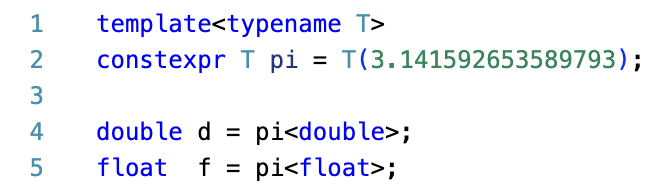 1 template<typename T>
2 constexpr T pi = T(3.141592653589793);
3
4 double d = pi<double>;
5 float  f = pi<float>;